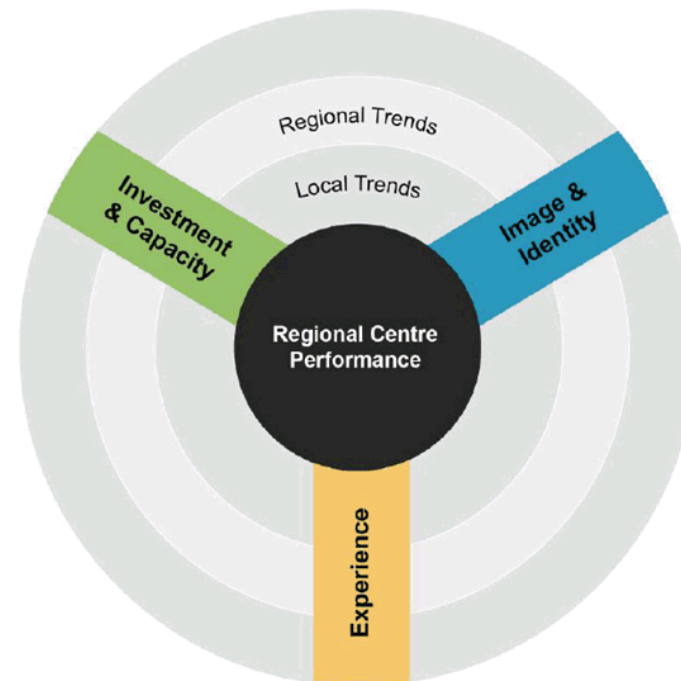 Regional Trends
Local Trends
Investment
& Capacity
Image &
Identity
Regional Centre
Performance
Experience